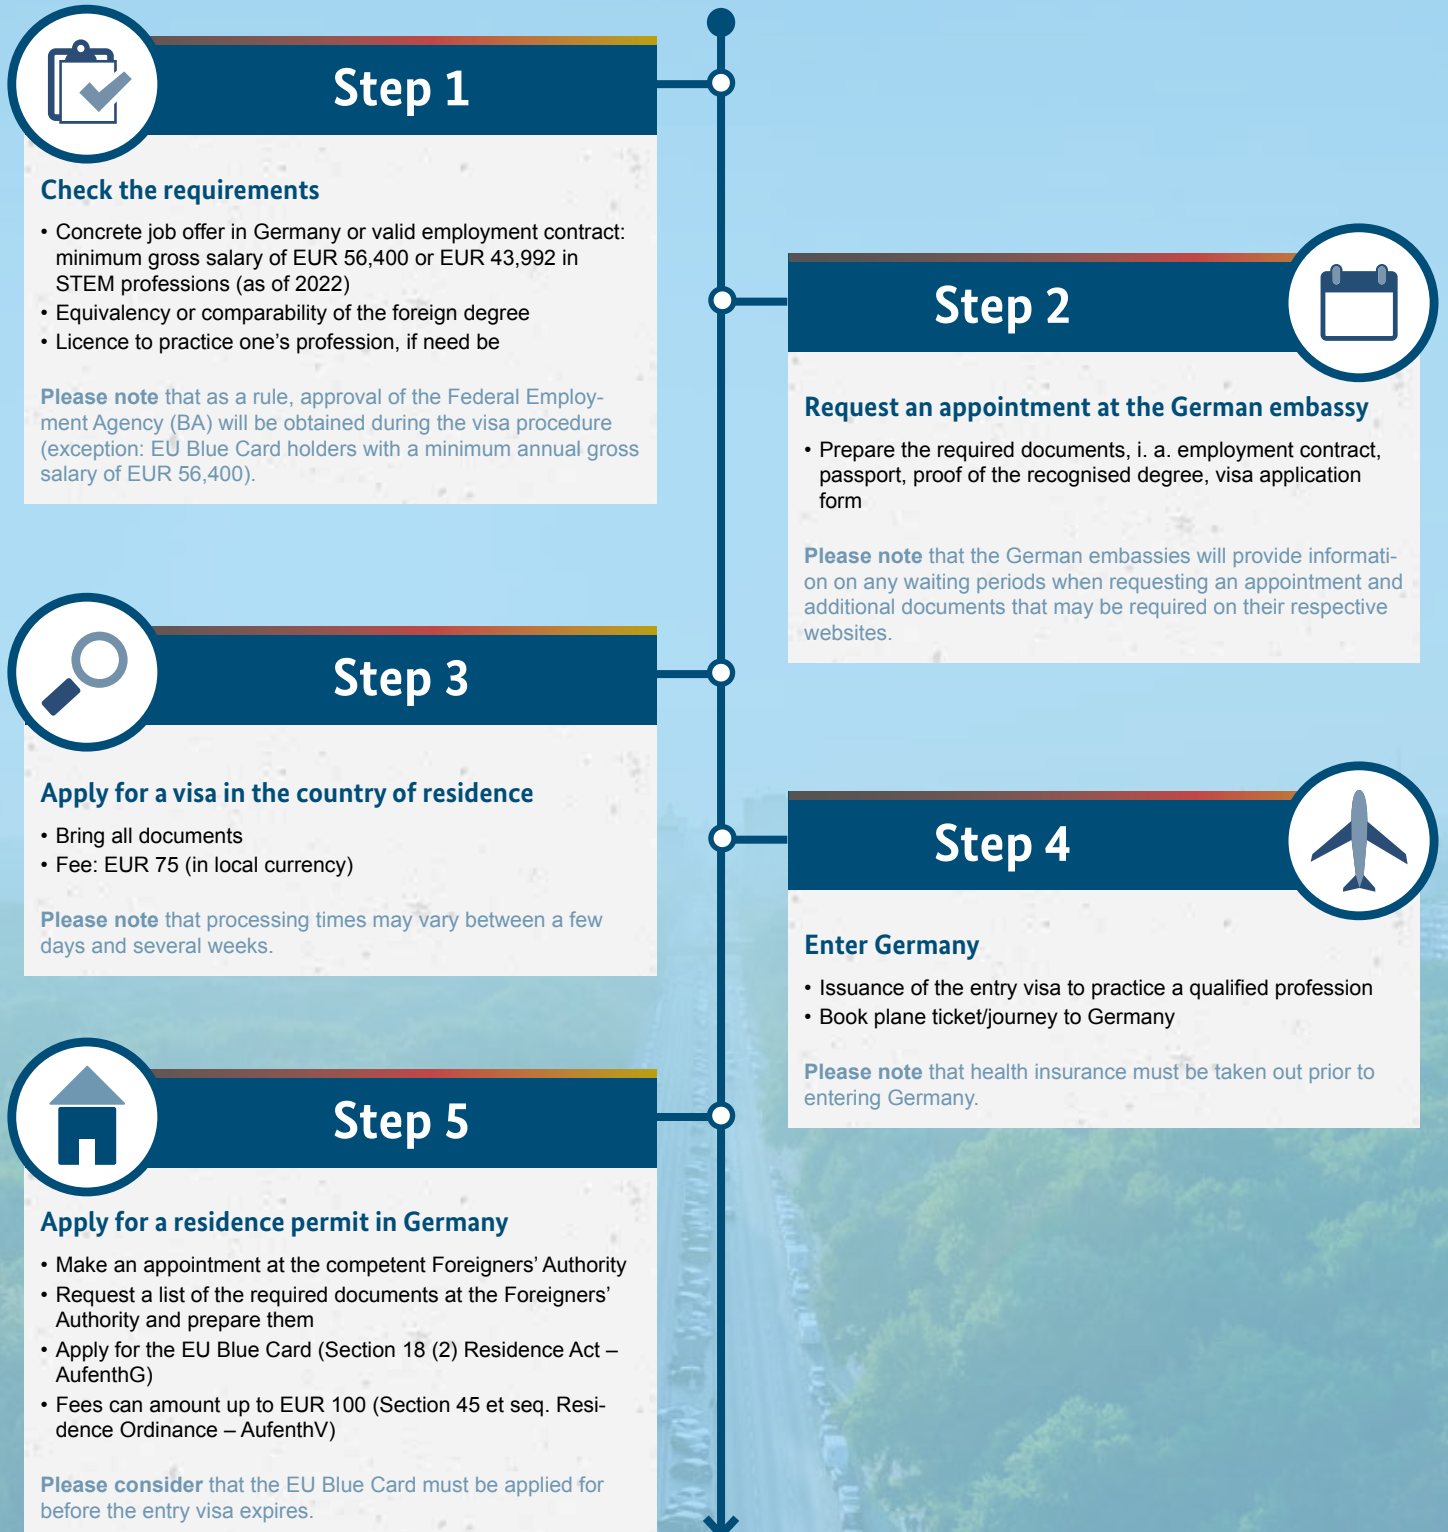 Step 1
Check the requirements
• Concrete job offer in Germany or valid employment contract:
minimum gross salary of EUR 56,400 or EUR 43,992 in
STEM professions (as of 2022)
• Equivalency or comparability of the foreign degree
• Licence to practice one’s profession, if need be
Please note that as a rule, approval of the Federal Employ-
ment Agency (BA) will be obtained during the visa procedure
(exception: EU Blue Card holders with a minimum annual gross
salary of EUR 56,400).
Step 2
Request an appointment at the German embassy
• Prepare the required documents, i. a. employment contract,
passport, proof of the recognised degree, visa application
form
Please note that the German embassies will provide informati-
on on any waiting periods when requesting an appointment and
additional documents that may be required on their respective
websites.
Step 3
Apply for a visa in the country of residence
• Bring all documents
• Fee: EUR 75 (in local currency)
Please note that processing times may vary between a few
days and several weeks.
Step 4
Enter Germany
• Issuance of the entry visa to practice a qualified profession
• Book plane ticket/journey to Germany
Please note that health insurance must be taken out prior to
entering Germany.
Step 5
Apply for a residence permit in Germany
• Make an appointment at the competent Foreigners’ Authority
• Request a list of the required documents at the Foreigners’
Authority and prepare them
• Apply for the EU Blue Card (Section 18 (2) Residence Act –
AufenthG)
• Fees can amount up to EUR 100 (Section 45 et seq. Resi-
dence Ordinance – AufenthV)
Please consider that the EU Blue Card must be applied for
before the entry visa expires.